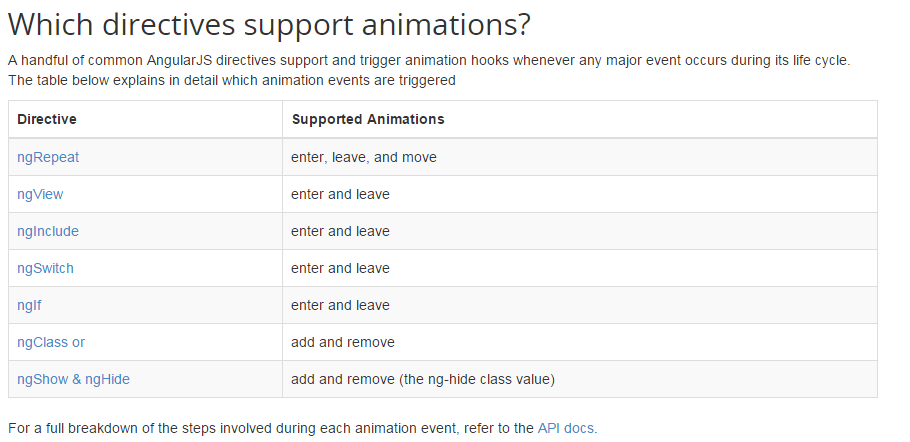 Which directives support animations?
A handful of common AngularJS directives support and trigger animation hooks whenever any major event occurs during its life cycle.
The table below explains in detail which animation events are triggered
Directive Supported Animations
ngRepeat enter, leave, and move
ngView enter and leave
ngInclude enter and leave
ngSwitch enter and leave
ngIf enter and leave
ngClass or add and remove
ngShow & ngHide add and remove (the ng-hide class value)
For a full breakdown of the steps involved during each animation event, refer to the API docs.